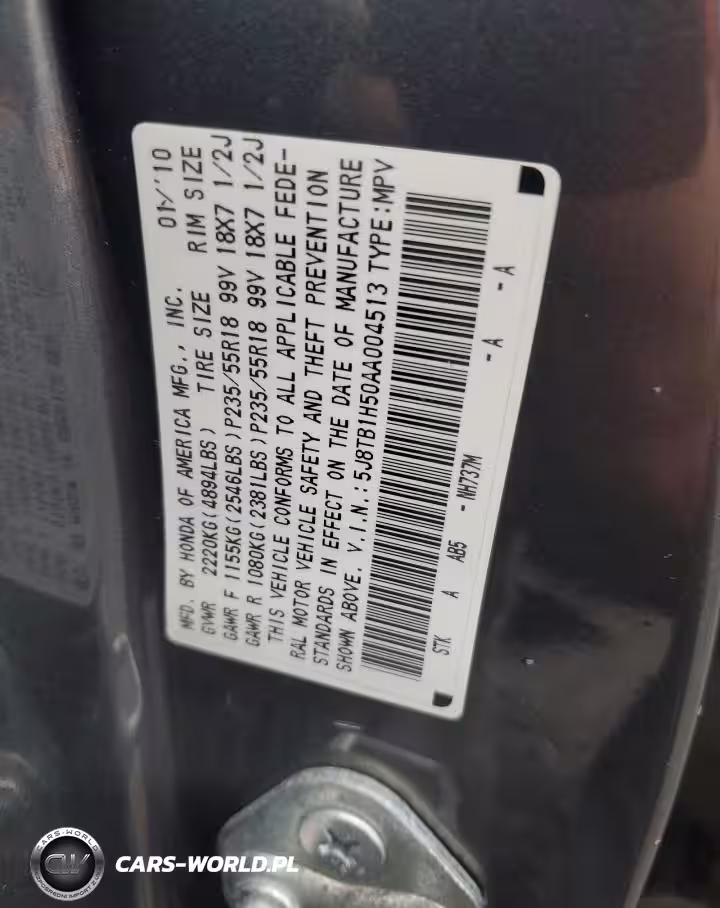 MFD. BY HONDA OF AMERICA MFG., INC. 01/'10
GVWR 2220KG(4894LBS) TIRE SIZE RIM SIZE
GAWR F 1155KG(2546LBS)P235/55R18 99V 18X7 1/2J
GAWR R 1080KG(2381LBS)P235/55R18 99V 18X7 1/2J
THIS VEHICLE CONFORMS TO ALL APPLICABLE FEDE-
RAL MOTOR VEHICLE SAFETY AND THEFT PREVENTION
STANDARDS IN EFFECT ON THE DATE OF MANUFACTURE
SHOWN ABOVE. V.I.N.:5J8TB1H50AA004513 TYPE:MPV
STK A AB5 -NH737M -A -A
CARS-WORLD
CW
CARS-WORLD.PL